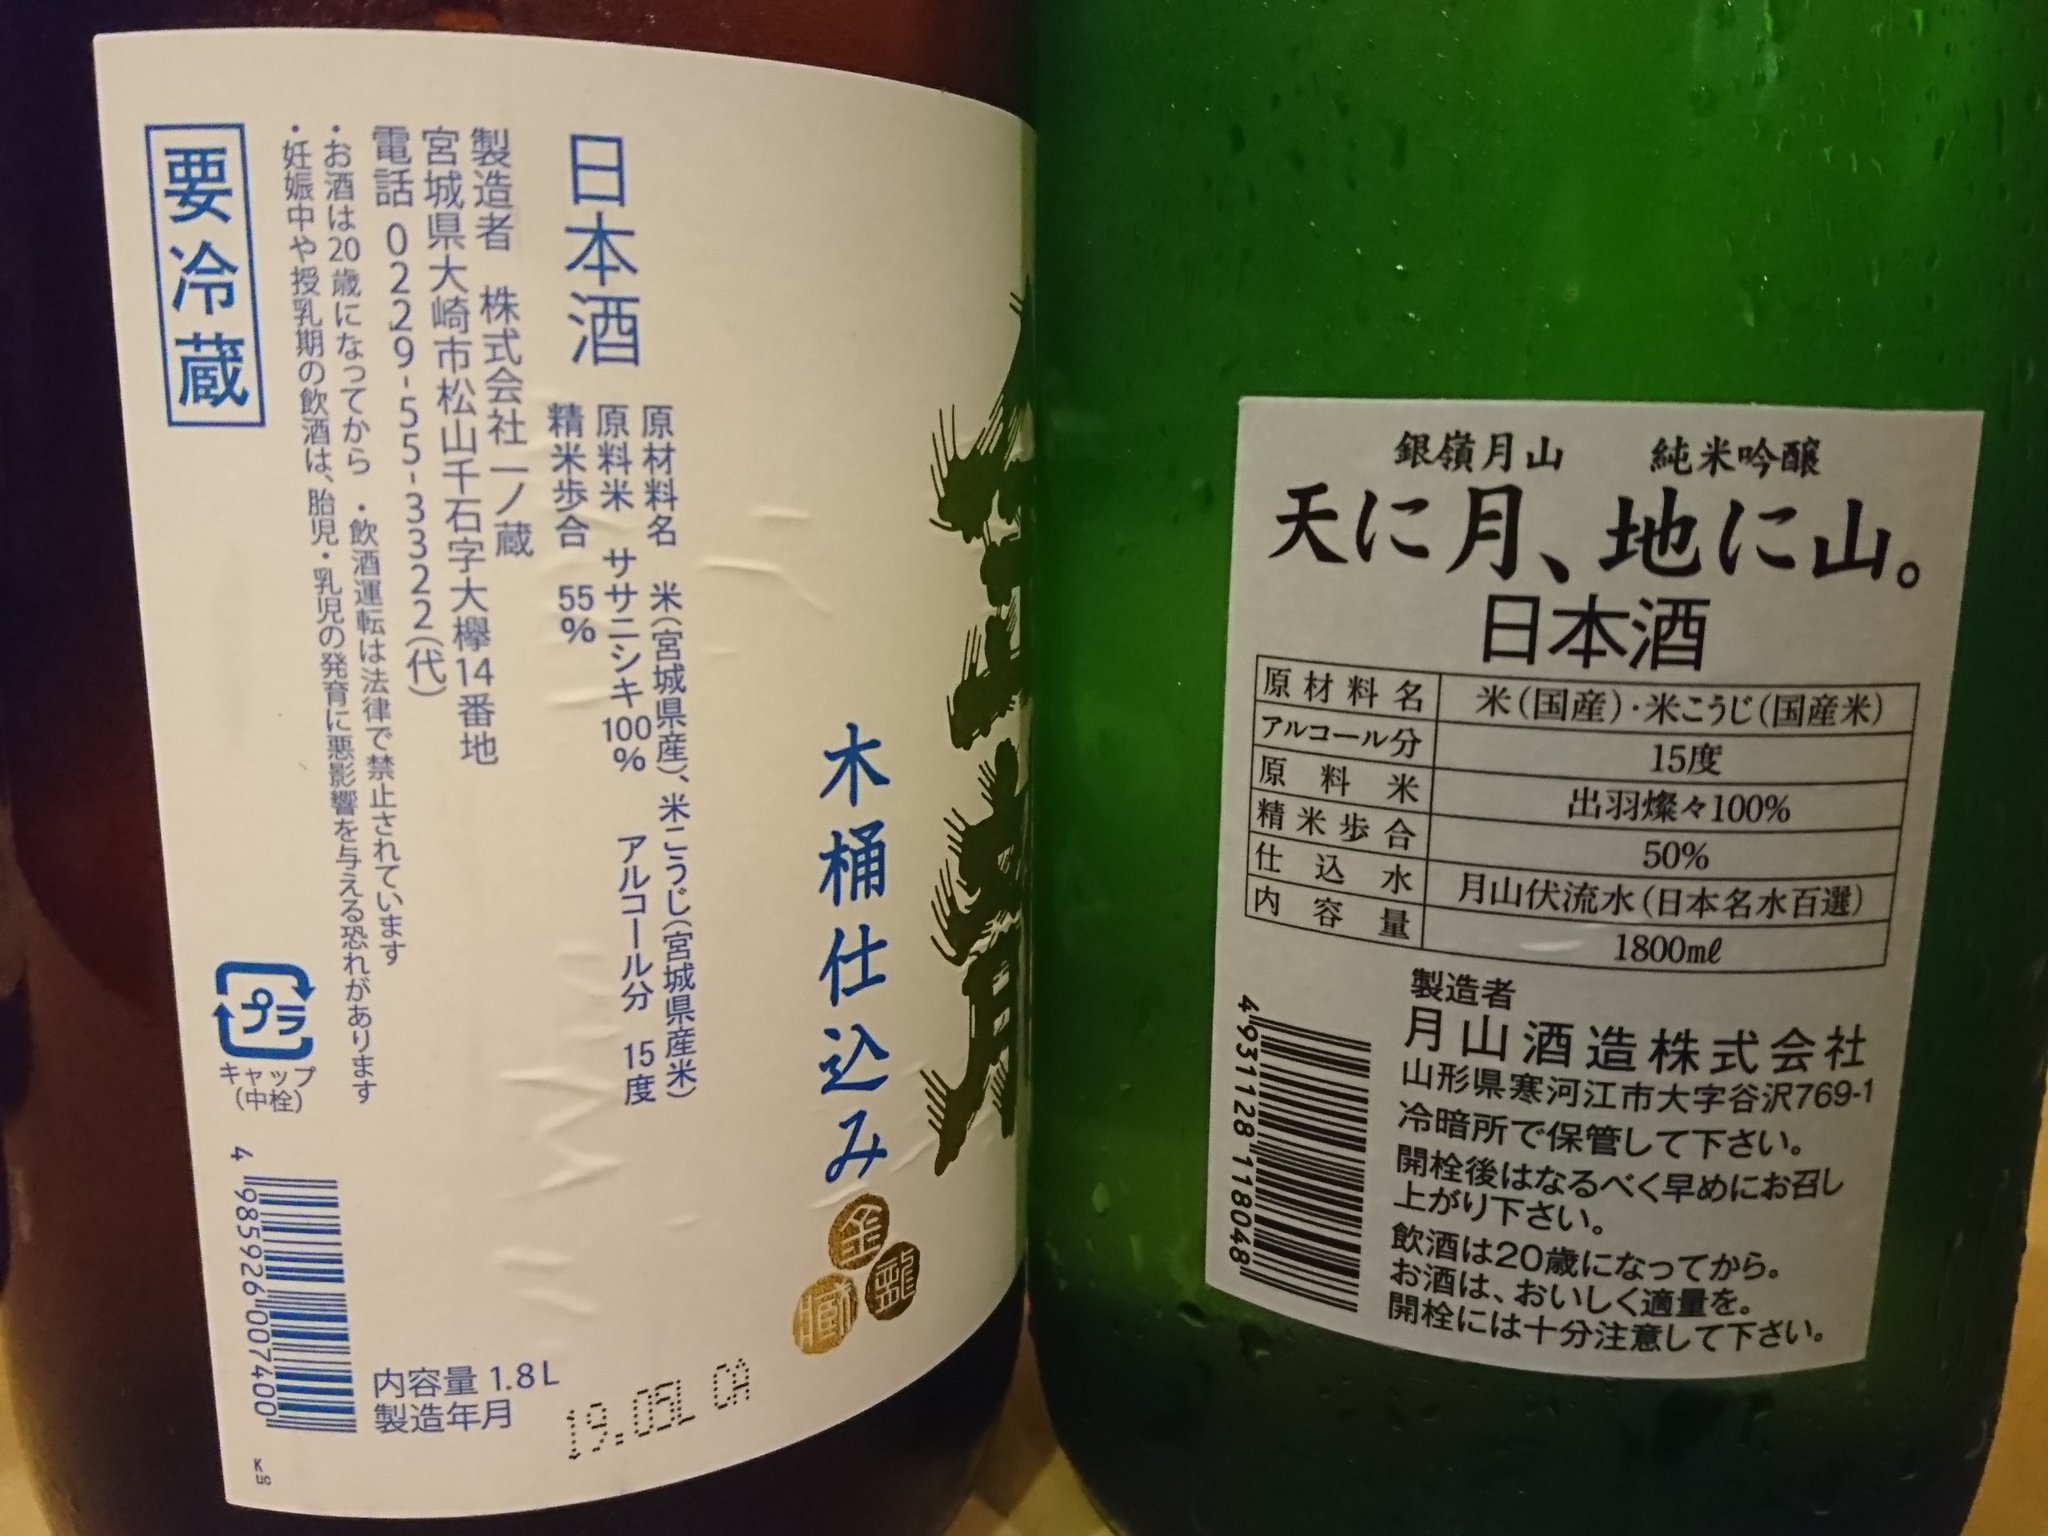 日本酒
原材料名 米(宮城県産)、米こうじ(宮城県産米)
原料米 ササニシキ100% アルコール分 15度
精米歩合 55%
製造者 株式会社一ノ蔵
宮城県大崎市松山千石字大欅14番地
電話 0229-55-3322(代)
・お酒は20歳になってから ・飲酒運転は法律で禁止されています
・妊娠中や授乳期の飲酒は、胎児・乳児の発育に悪影響を与える恐れがあります
要冷蔵
木桶仕込み
金龍蔵
プラ
キャップ
(中栓)
4 985926 007400
内容量 1.8L
製造年月
19.05L CA
銀嶺月山 純米吟醸
天に月、地に山。
日本酒
原材料名 米(国産)・米こうじ(国産米)
アルコール分 15度
原料米 出羽燦々100%
精米歩合 50%
仕込水 月山伏流水(日本名水百選)
内容量 1800mℓ
製造者
月山酒造株式会社
山形県寒河江市大字谷沢769-1
冷暗所で保管して下さい。
開栓後はなるべく早めにお召し
上がり下さい。
飲酒は20歳になってから。
お酒は、おいしく適量を。
開栓には十分注意して下さい。
4 931128 118048